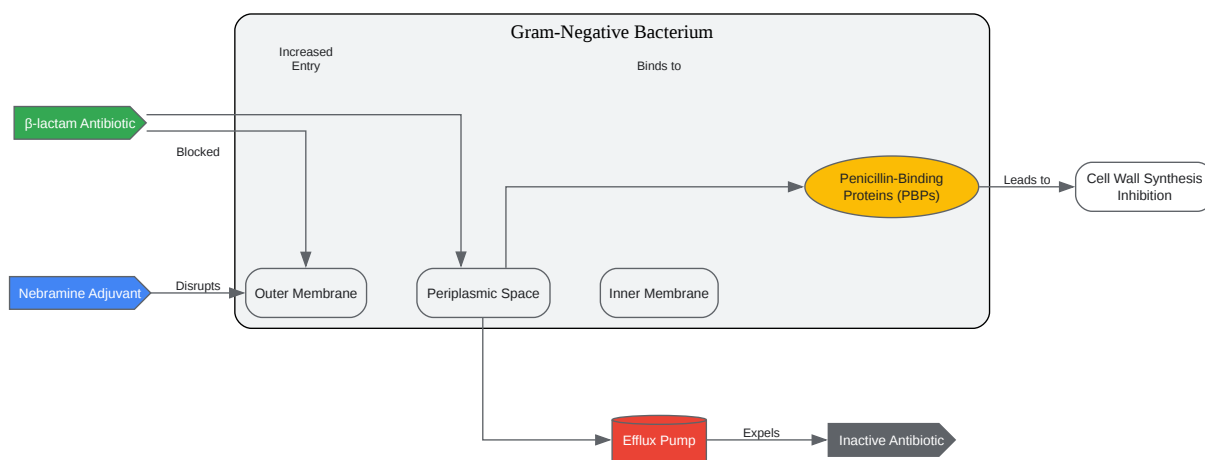 Gram-Negative Bacterium
Increased
Entry
Binds to
β-lactam Antibiotic
Blocked
Penicillin-Binding
Proteins (PBPs)
Leads to
Cell Wall Synthesis
Inhibition
Nebramine Adjuvant
Disrupts
Outer Membrane
Periplasmic Space
Inner Membrane
Efflux Pump
Expels
Inactive Antibiotic